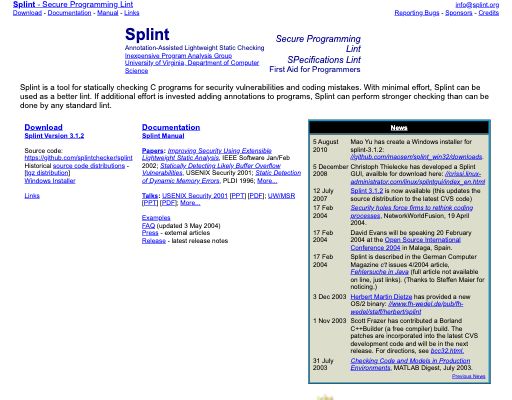 Splint - Secure Programming Lint
info@splint.org
Download - Documentation - Manual - Links
Reporting Bugs - Sponsors - Credits
Splint
Annotation-Assisted Lightweight Static Checking
Inexpensive Program Analysis Group
University of Virginia, Department of Computer
Science
Secure Programming
Lint
SPecifications Lint
First Aid for Programmers
Splint is a tool for statically checking C programs for security vulnerabilities and coding mistakes. With minimal effort, Splint can
be used as a better lint. If additional effort is invested adding annotations to programs, Splint can perform stronger checking than can be
done by any standard lint.
Download
Splint Version 3.1.2
Source code:
https://github.com/splintchecker/splint
Historical source code distributions -
[tgz distribution]
Windows Installer
Links
Documentation
Splint Manual
Papers: Improving Security Using Extensible
Lightweight Static Analysis, IEEE Software Jan/Feb
2002; Statically Detecting Likely Buffer Overflow
Vulnerabilities, USENIX Security 2001; Static Detection
of Dynamic Memory Errors, PLDI 1996; More...
Talks: USENIX Security 2001 [PPT] [PDF]; UW/MSR
[PPT] [PDF]; More...
Examples
FAQ (updated 3 May 2004)
Press - external articles
Release - latest release notes
News
5 August
2010
Mao Yu has create a Windows installer for
splint-3.1.2:
//github.com/maoserr/splint_win32/downloads.
5 December
2008
Christoph Thielecke has developed a Splint
GUI, availble for download here: //crissi.linux-
administrator.com/linux/splintgui/index_en.html
12 July
2007
Splint 3.1.2 is now available (this updates the
source distribution to the latest CVS code)
17 Feb
2004
Security holes force firms to rethink coding
processes, NetworkWorldFusion, 19 April
2004.
17 Feb
2004
David Evans will be speaking 20 February
2004 at the Open Source International
Conference 2004 in Malaga, Spain.
17 Feb
2004
Splint is described in the German Computer
Magazine c't issues 4/2004 article,
Fehlersuche in Java (full article not available
on line, just links). (Thanks to Steffen Maier for
noticing.)
3 Dec 2003
Herbert Martin Dietze has provided a new
OS/2 binary: //www.fh-wedel.de/pub/fh-
wedel/staff/herbert/splint
1 Nov 2003
Scott Frazer has contributed a Borland
C++Builder (a free compiler) build. The
patches are incorporated into the latest CVS
development code and will be in the next
release. For directions, see bcc32.html.
31 July
2003
Checking Code and Models in Production
Environments, MATLAB Digest, July 2003.
Previous News